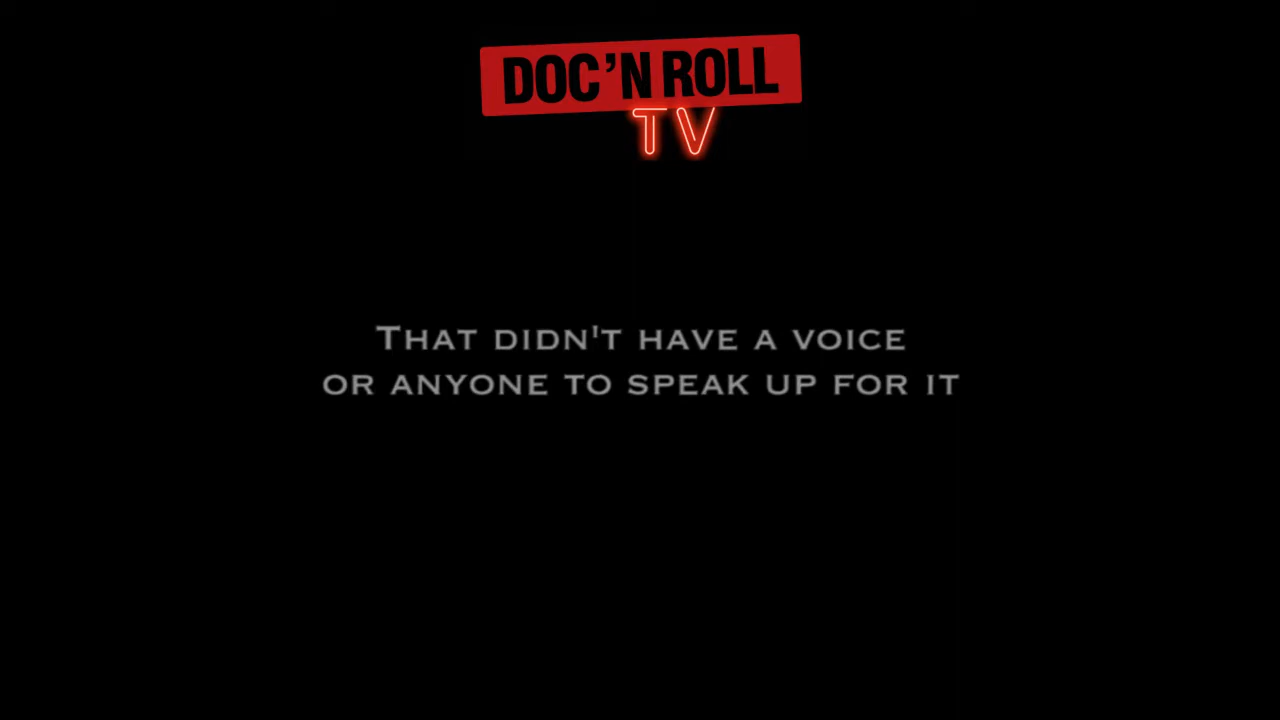 DOC'N ROLL
TV
THAT DIDN'T HAVE A VOICE
OR ANYONE TO SPEAK UP FOR IT